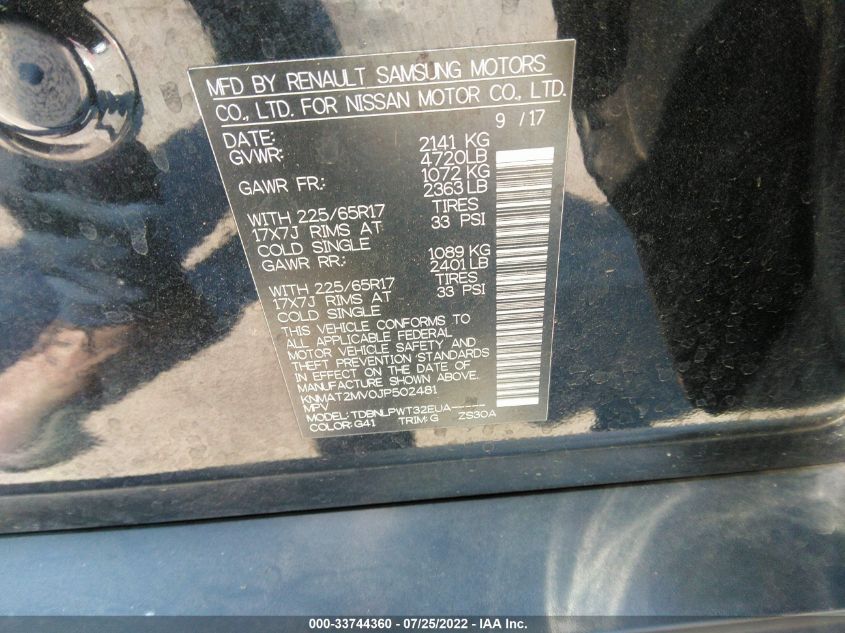 MFD BY RENAULT SAMSUNG MOTORS
CO., LTD. FOR NISSAN MOTOR CO., LTD.
DATE: 9 /17
GVWR: 2141 KG
4720LB
GAWR FR: 1072 KG
2363 LB
WITH 225/65R17 TIRES
17X7J RIMS AT 33 PSI
COLD SINGLE
GAWR RR: 1089 KG
2401 LB
WITH 225/65R17 TIRES
17X7J RIMS AT 33 PSI
COLD SINGLE
THIS VEHICLE CONFORMS TO
ALL APPLICABLE FEDERAL
MOTOR VEHICLE SAFETY AND
THEFT PREVENTION STANDARDS
IN EFFECT ON THE DATE OF
MANUFACTURE SHOWN ABOVE.
KNMAT2MV0JP502481
MPV
MODEL: TDBNLPWT32EUA-----
COLOR: G41 TRIM: G ZS30A
000-33744360 - 07/25/2022 - IAA Inc.